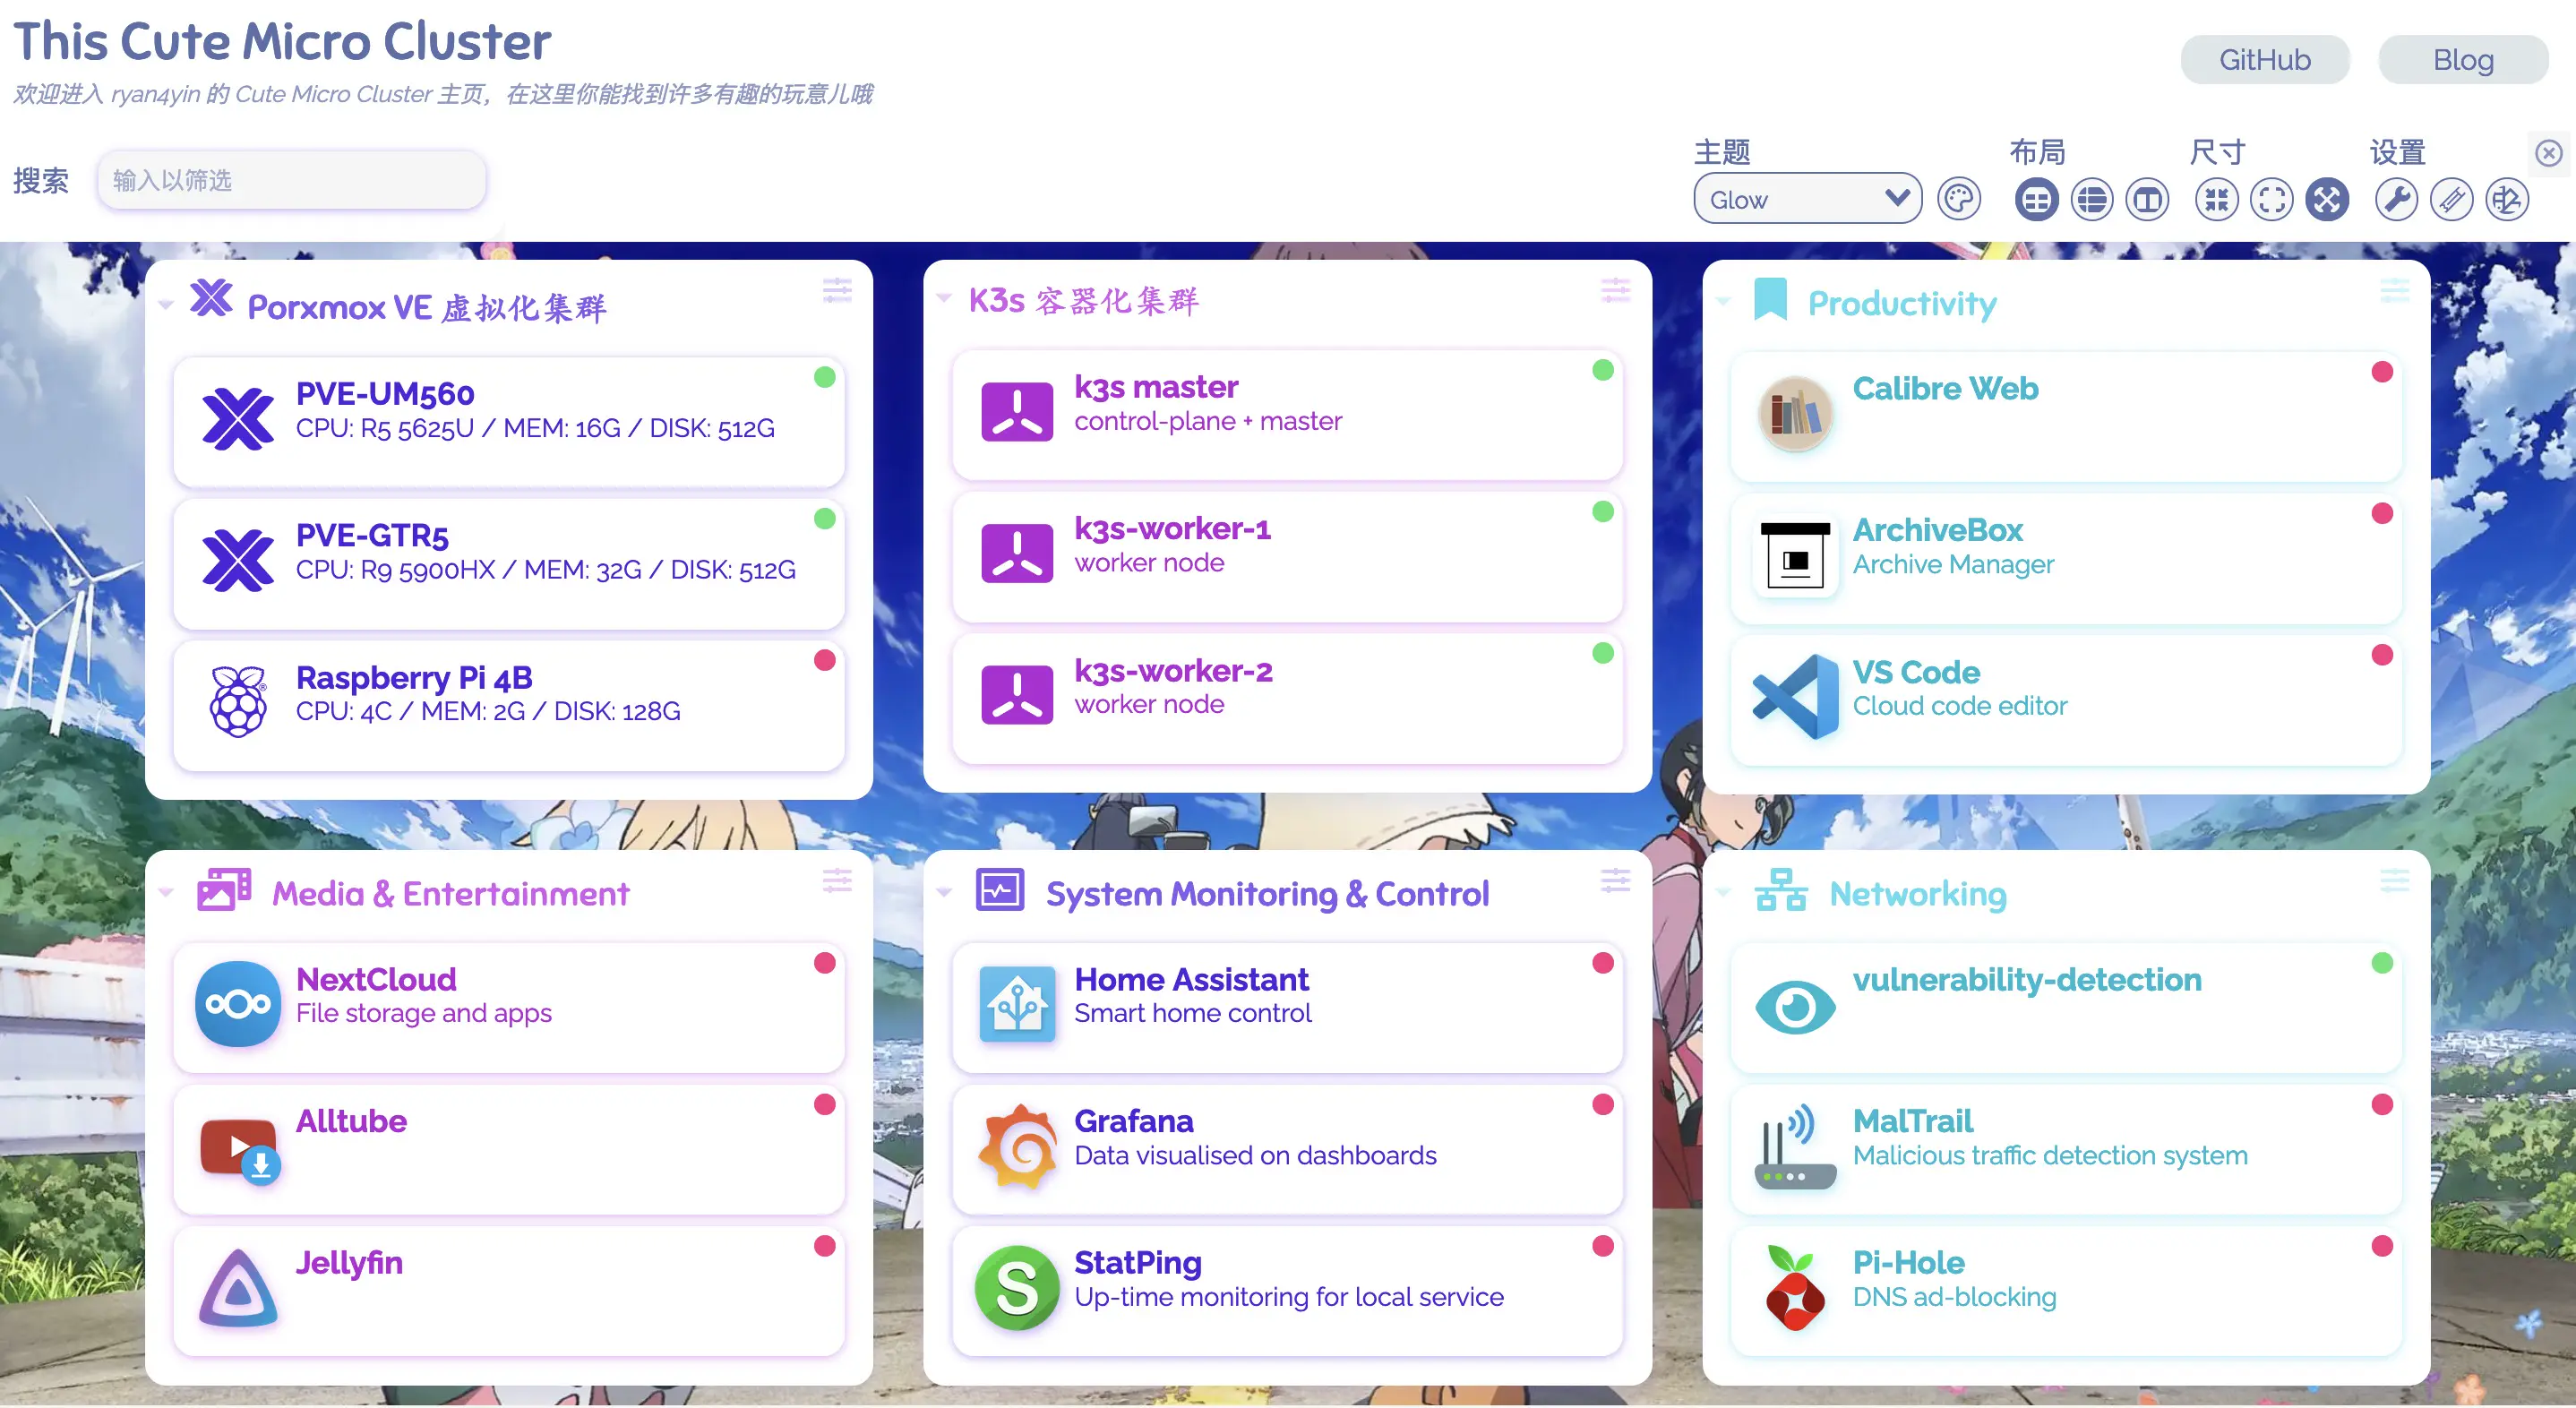 This Cute Micro Cluster
欢迎进入 ryan4yin 的 Cute Micro Cluster 主页，在这里你能找到许多有趣的玩意儿哦
GitHub
Blog
搜索
输入以筛选
主题
布局
尺寸
设置
Glow
Porxmox VE 虚拟化集群
PVE-UM560
CPU: R5 5625U / MEM: 16G / DISK: 512G
PVE-GTR5
CPU: R9 5900HX / MEM: 32G / DISK: 512G
Raspberry Pi 4B
CPU: 4C / MEM: 2G / DISK: 128G
K3s 容器化集群
k3s master
control-plane + master
k3s-worker-1
worker node
k3s-worker-2
worker node
Productivity
Calibre Web
ArchiveBox
Archive Manager
VS Code
Cloud code editor
Media & Entertainment
NextCloud
File storage and apps
Alltube
Jellyfin
System Monitoring & Control
Home Assistant
Smart home control
Grafana
Data visualised on dashboards
S
StatPing
Up-time monitoring for local service
Networking
vulnerability-detection
MalTrail
Malicious traffic detection system
Pi-Hole
DNS ad-blocking